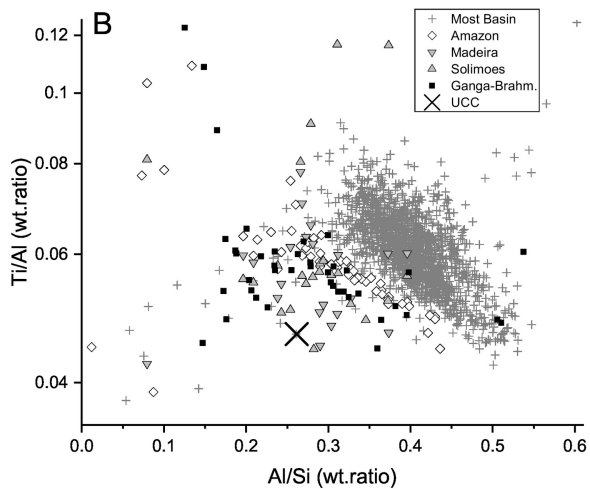 B
Most Basin
Amazon
Madeira
Solimoes
Ganga-Brahm.
UCC
0.12
0.1
0.08
0.06
0.04
Ti/Al (wt.ratio)
0.0 0.1 0.2 0.3 0.4 0.5 0.6
Al/Si (wt.ratio)